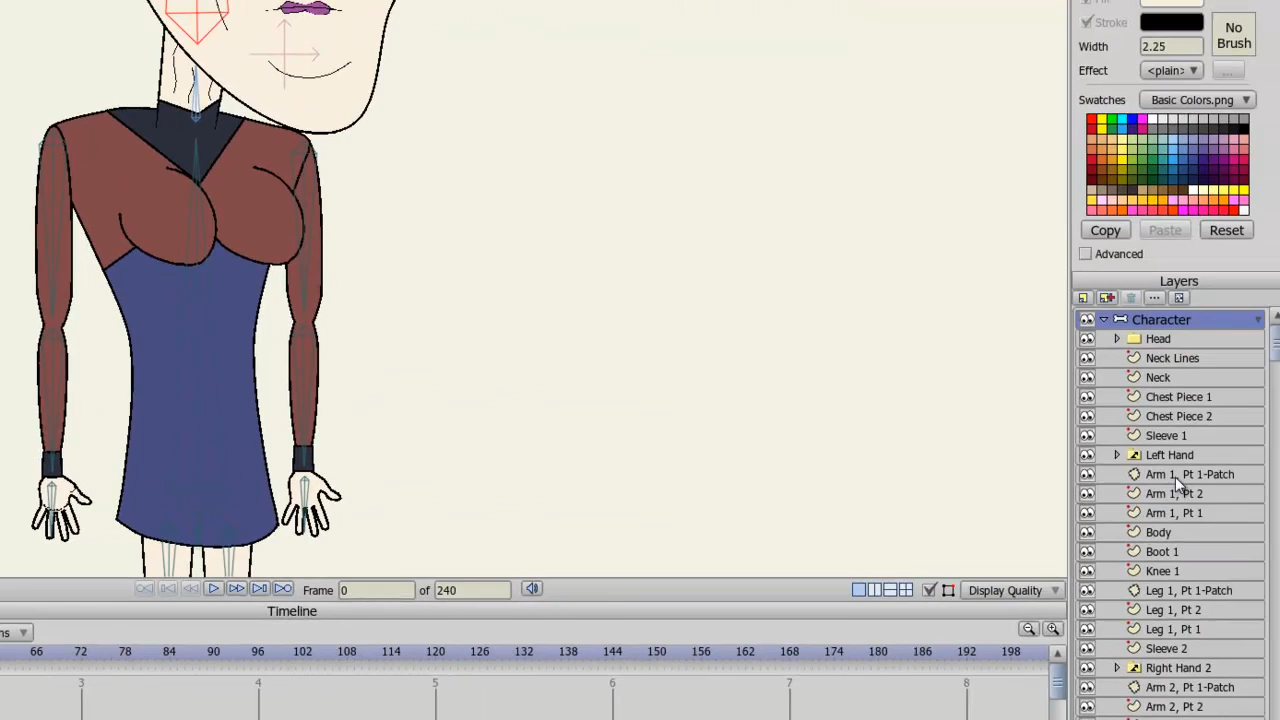 Fill
Stroke
No Brush
Width 2.25
Effect <plain> ...
Swatches Basic Colors.png
Copy Paste Reset
Advanced
Layers
Character
Head
Neck Lines
Neck
Chest Piece 1
Chest Piece 2
Sleeve 1
Left Hand
Arm 1, Pt 1-Patch
Arm 1, Pt 2
Arm 1, Pt 1
Body
Boot 1
Knee 1
Leg 1, Pt 1-Patch
Leg 1, Pt 2
Leg 1, Pt 1
Sleeve 2
Right Hand 2
Arm 2, Pt 1-Patch
Arm 2, Pt 2
Frame 0 of 240 Display Quality
Timeline
ns
66 72 78 84 90 96 102 108 114 120 126 132 138 144 150 156 162 168 174 180 186 192 198
3 4 5 6 7 8